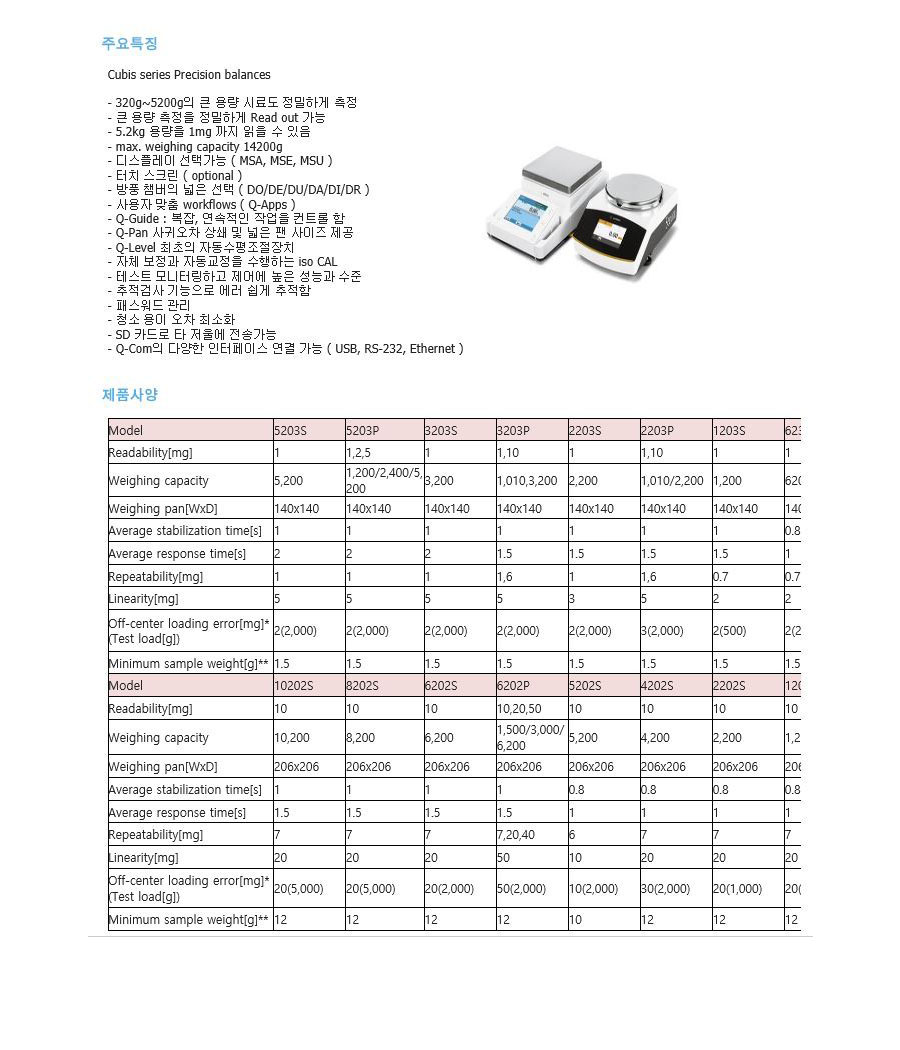 주요특징
Cubis series Precision balances
- 320g~5200g의 큰 용량 시료도 정밀하게 측정
- 큰 용량 측정을 정밀하게 Read out 가능
- 5.2kg 용량을 1mg 까지 읽을 수 있음
- max. weighing capacity 14200g
- 디스플레이 선택가능 ( MSA, MSE, MSU )
- 터치 스크린 ( optional )
- 방풍 챔버의 넓은 선택 ( DO/DE/DU/DA/DI/DR )
- 사용자 맞춤 workflows ( Q-Apps )
- Q-Guide : 복잡, 연속적인 작업을 컨트롤 함
- Q-Pan 사귀오차 상쇄 및 넓은 팬 사이즈 제공
- Q-Level 최초의 자동수평조절장치
- 자체 보정과 자동교정을 수행하는 iso CAL
- 테스트 모니터링하고 제어에 높은 성능과 수준
- 추적검사 기능으로 에러 쉽게 추적함
- 패스워드 관리
- 청소 용이 오차 최소화
- SD 카드로 타 저울에 전송가능
- Q-Com의 다양한 인터페이스 연결 가능 ( USB, RS-232, Ethernet )
제품사양
Model 5203S 5203P 3203S 3203P 2203S 2203P 1203S 623
Readability[mg] 1 1,2,5 1 1,10 1 1,10 1 1
Weighing capacity 5,200 1,200/2,400/5,200 3,200 1,010,3,200 2,200 1,010/2,200 1,200 620
Weighing pan[WxD] 140x140 140x140 140x140 140x140 140x140 140x140 140x140 140
Average stabilization time[s] 1 1 1 1 1 1 1 0.8
Average response time[s] 2 2 2 1.5 1.5 1.5 1.5 1
Repeatability[mg] 1 1 1 1,6 1 1,6 0.7 0.7
Linearity[mg] 5 5 5 5 3 5 2 2
Off-center loading error[mg]* (Test load[g]) 2(2,000) 2(2,000) 2(2,000) 2(2,000) 2(2,000) 3(2,000) 2(500) 2(2
Minimum sample weight[g]** 1.5 1.5 1.5 1.5 1.5 1.5 1.5 1.5
Model 10202S 8202S 6202S 6202P 5202S 4202S 2202S 120
Readability[mg] 10 10 10 10,20,50 10 10 10 10
Weighing capacity 10,200 8,200 6,200 1,500/3,000/6,200 5,200 4,200 2,200 1,2
Weighing pan[WxD] 206x206 206x206 206x206 206x206 206x206 206x206 206x206 206
Average stabilization time[s] 1 1 1 1 0.8 0.8 0.8 0.8
Average response time[s] 1.5 1.5 1.5 1.5 1 1 1 1
Repeatability[mg] 7 7 7 7,20,40 6 7 7 7
Linearity[mg] 20 20 20 50 10 20 20 20
Off-center loading error[mg]* (Test load[g]) 20(5,000) 20(5,000) 20(2,000) 50(2,000) 10(2,000) 30(2,000) 20(1,000) 20(
Minimum sample weight[g]** 12 12 12 12 10 12 12 12